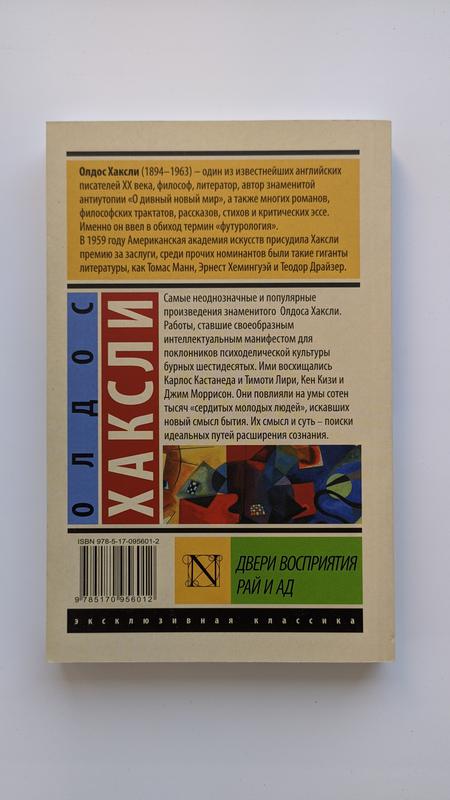 Олдос Хаксли (1894–1963) – один из известнейших английских
писателей XX века, философ, литератор, автор знаменитой
антиутопии «О дивный новый мир», а также многих романов,
философских трактатов, рассказов, стихов и критических эссе.
Именно он ввел в обиход термин "футурология".
В 1959 году Американская академия искусств присудила Хаксли
премию за заслуги, среди прочих номинантов были такие гиганты
литературы, как Томас Манн, Эрнест Хемингуэй и Теодор Драйзер.
ОЛДОС
ХАКСЛИ
Самые неоднозначные и популярные
произведения знаменитого Олдоса Хаксли.
Работы, ставшие своеобразным
интеллектуальным манифестом для
поклонников психоделической культуры
бурных шестидесятых. Ими восхищались
Карлос Кастанеда и Тимоти Лири, Кен Кизи и
Джим Моррисон. Они повлияли на умы сотен
тысяч «сердитых молодых людей», искавших
новый смысл бытия. Их смысл и суть – поиски
идеальных путей расширения сознания.
ISBN 978-5-17-095601-2
9 785170 956012
N
ДВЕРИ ВОСПРИЯТИЯ
РАЙ И АД
эксклюзивная классика